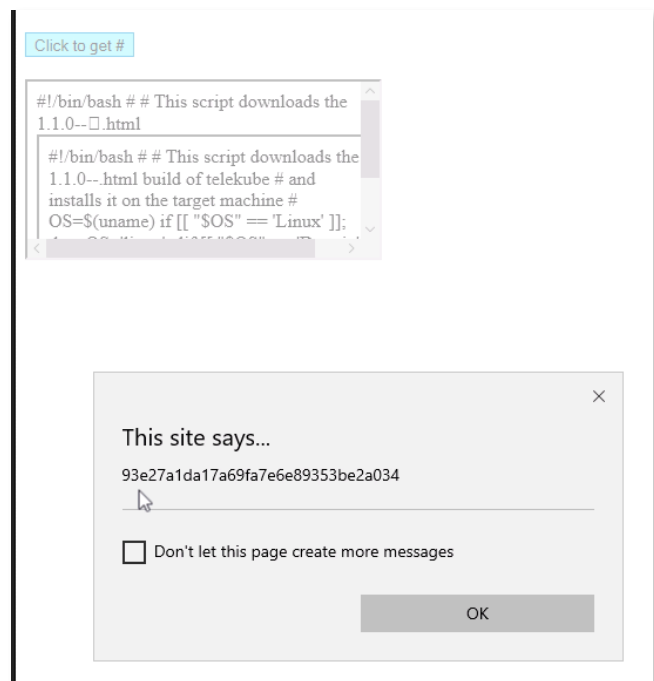 Click to get #
#!/bin/bash # # This script downloads the
1.1.0--□.html
#!/bin/bash # # This script downloads the
1.1.0--.html build of telekube # and
installs it on the target machine #
OS=$(uname) if [[ "$OS" == 'Linux' ]];
This site says...
93e27a1da17a69fa7e6e89353be2a034
Don't let this page create more messages
OK